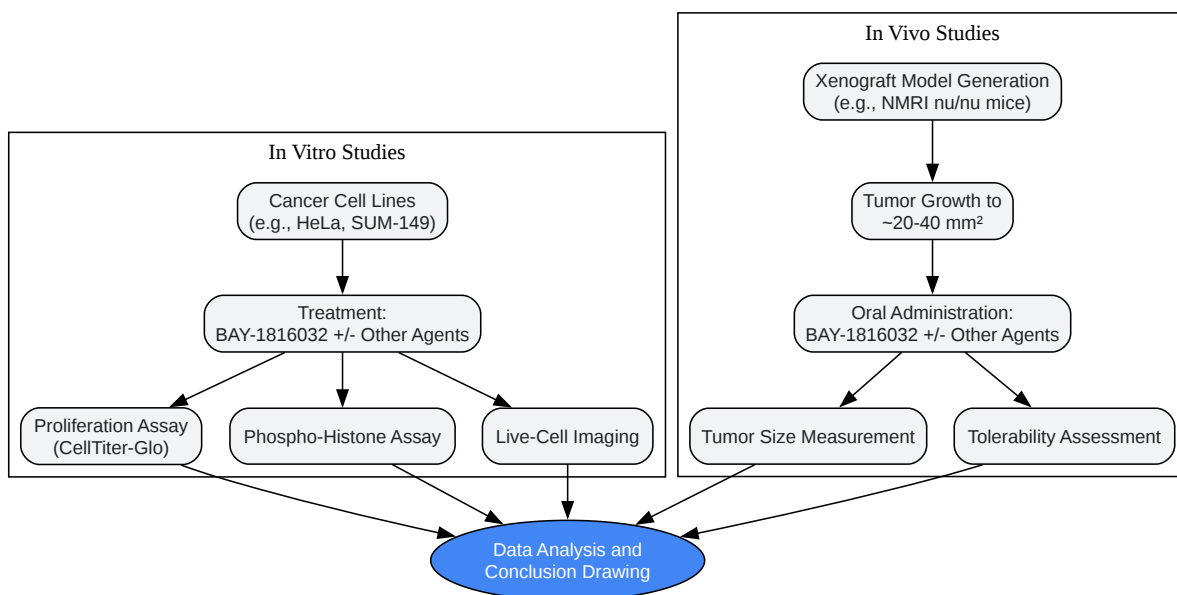 In Vitro Studies
Cancer Cell Lines
(e.g., HeLa, SUM-149)
Treatment:
BAY-1816032 +/- Other Agents
Proliferation Assay
(CellTiter-Glo)
Phospho-Histone Assay
Live-Cell Imaging
In Vivo Studies
Xenograft Model Generation
(e.g., NMRI nu/nu mice)
Tumor Growth to
~20-40 mm²
Oral Administration:
BAY-1816032 +/- Other Agents
Tumor Size Measurement
Tolerability Assessment
Data Analysis and
Conclusion Drawing